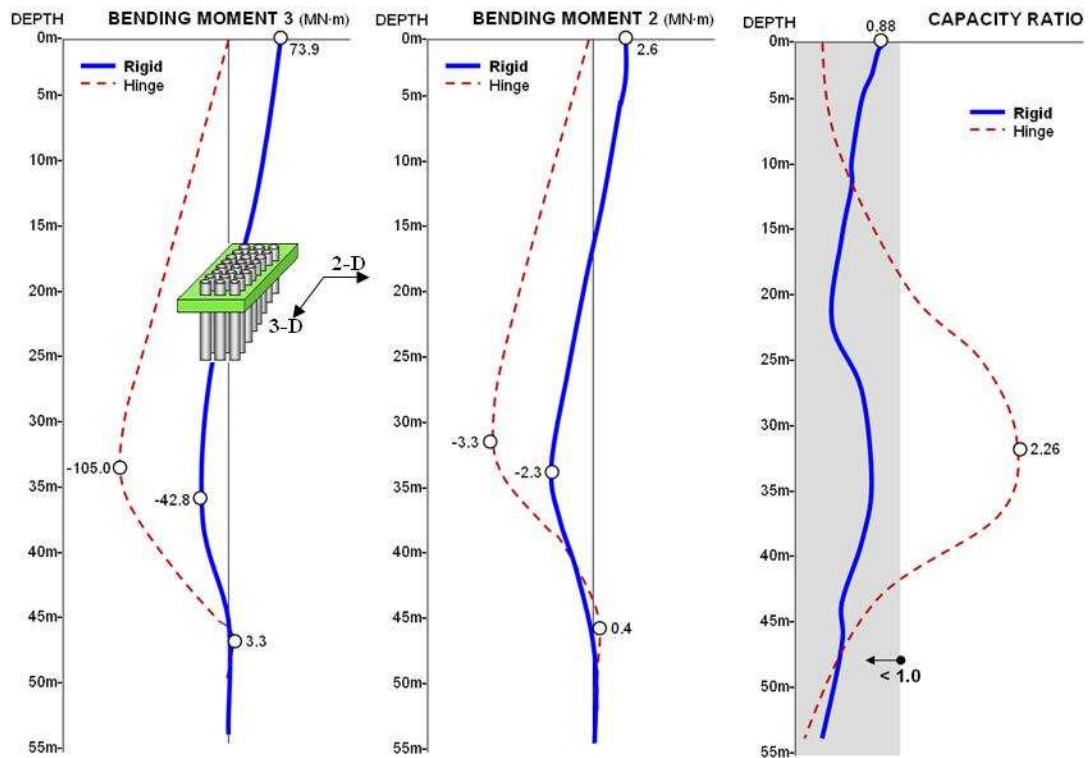 DEPTH BENDING MOMENT 3 (MN·m)
0m-
73.9
Rigid
Hinge
5m-
10m-
15m-
2-D
20m-
3-D
25m-
30m-
-105.0
35m-
-42.8
40m-
45m-
3.3
50m-
55m-
DEPTH BENDING MOMENT 2 (MN·m)
0m-
2.6
Rigid
Hinge
5m-
10m-
15m-
20m-
25m-
30m-
-3.3
-2.3
35m-
40m-
45m-
0.4
50m-
55m-
DEPTH CAPACITY RATIO
0.88
0m-
5m-
Rigid
Hinge
10m-
15m-
20m-
25m-
30m-
2.26
35m-
40m-
45m-
< 1.0
50m-
55m-